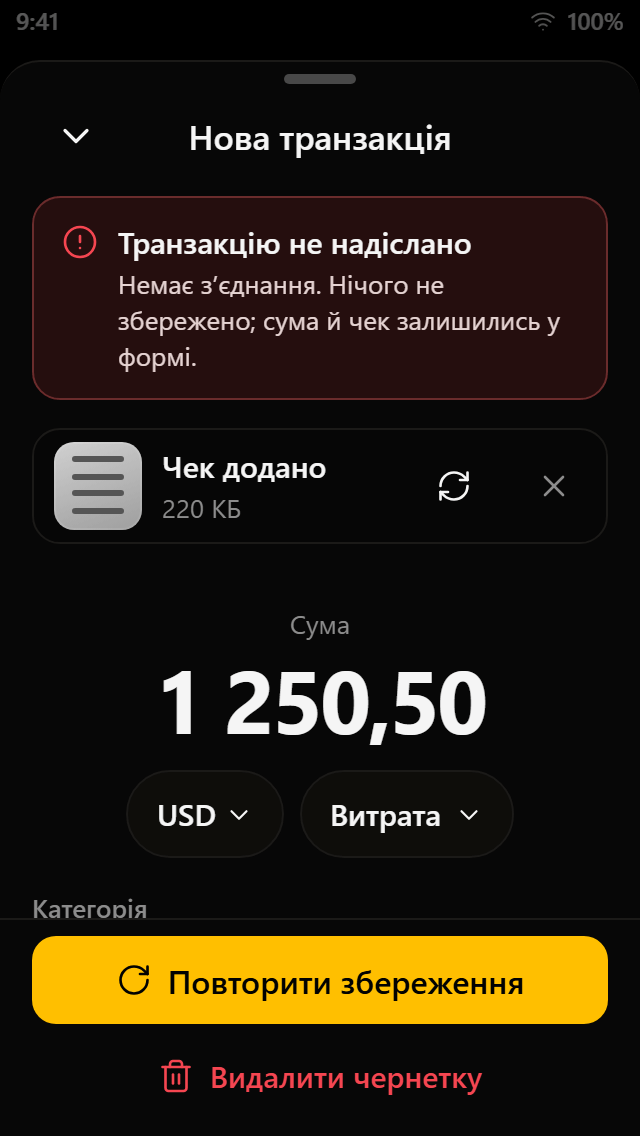 9:41
100%
Нова транзакція
Транзакцію не надіслано
Немає з’єднання. Нічого не
збережено; сума й чек залишились у
формі.
Чек додано
220 КБ
Сума
1 250,50
USD
Витрата
Категорія
Повторити збереження
Видалити чернетку